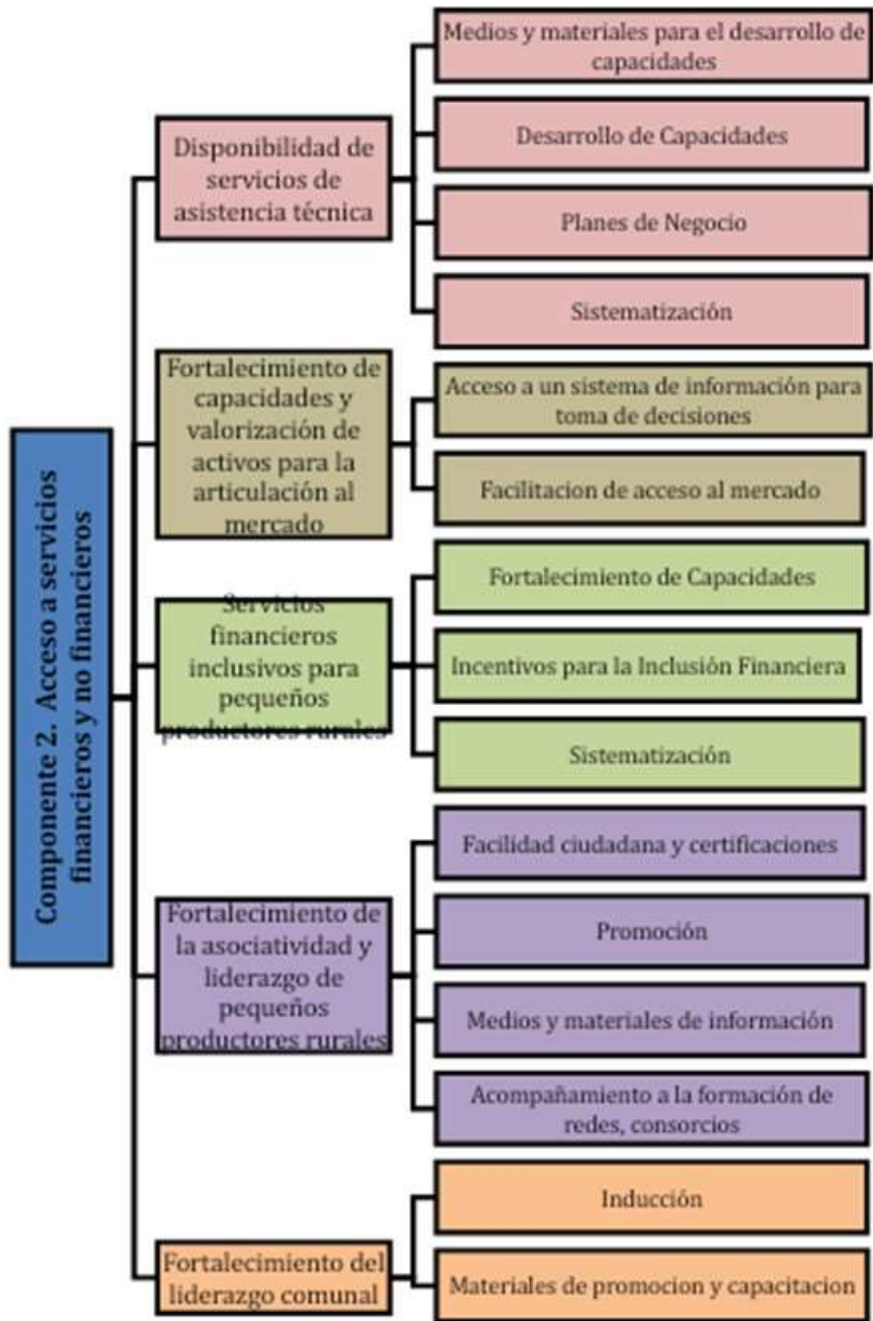 Componente 2. Acceso a servicios
financieros y no financieros
Disponibilidad de
servicios de
asistencia técnica
Medios y materiales para el desarrollo de
capacidades
Desarrollo de Capacidades
Planes de Negocio
Sistematización
Fortalecimiento de
capacidades y
valorización de
activos para la
articulación al
mercado
Acceso a un sistema de información para
toma de decisiones
Facilitacion de acceso al mercado
Servicios
financieros
inclusivos para
pequeños
productores rurales
Fortalecimiento de Capacidades
Incentivos para la Inclusión Financiera
Sistematización
Fortalecimiento de
la asociatividad y
liderazgo de
pequeños
productores rurales
Facilidad ciudadana y certificaciones
Promoción
Medios y materiales de información
Acompañamiento a la formación de
redes, consorcios
Fortalecimiento del
liderazgo comunal
Inducción
Materiales de promocion y capacitacion